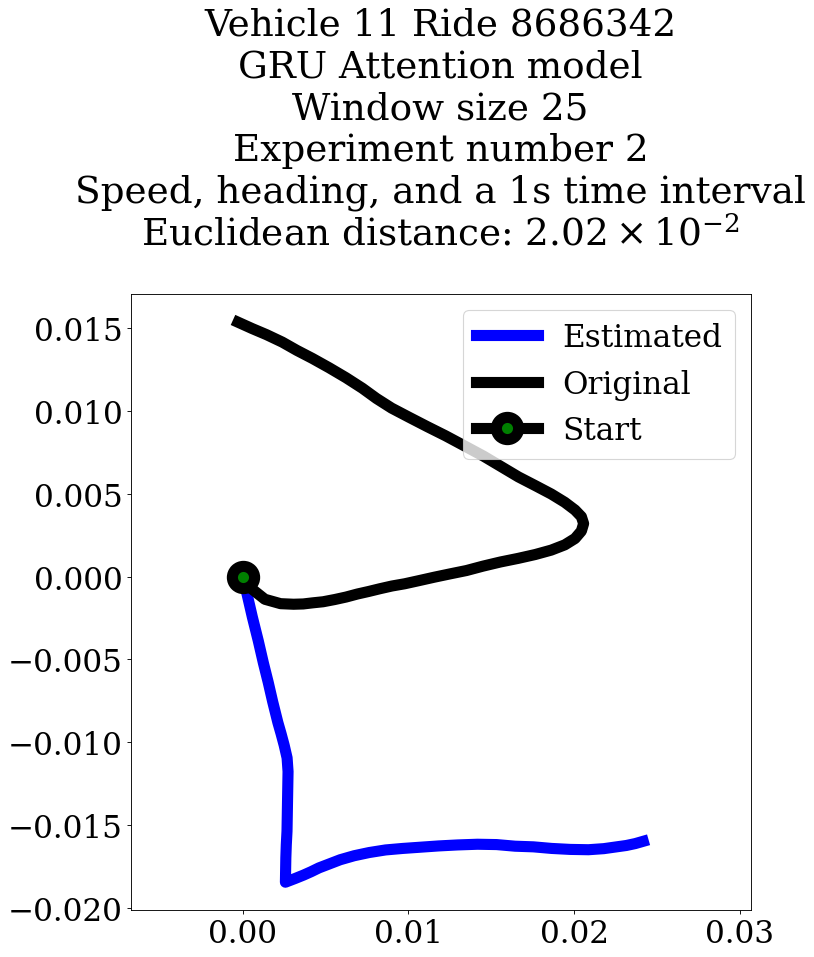 Vehicle 11 Ride 8686342
GRU Attention model
Window size 25
Experiment number 2
Speed, heading, and a 1s time interval
Euclidean distance: 2.02 × 10⁻²
Estimated
Original
Start
0.015
0.010
0.005
0.000
−0.005
−0.010
−0.015
−0.020
0.00 0.01 0.02 0.03